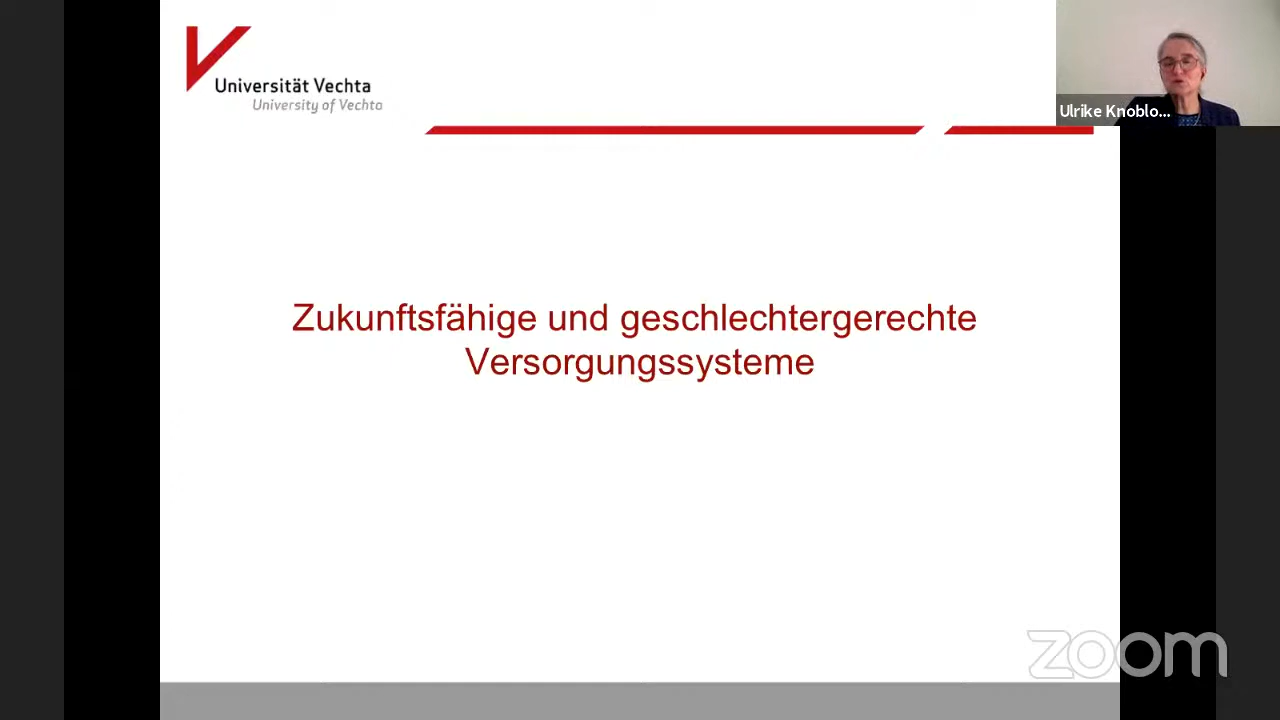 Universität Vechta
University of Vechta
Ulrike Knoblo...
Zukunftsfähige und geschlechtergerechte
Versorgungssysteme
zoom